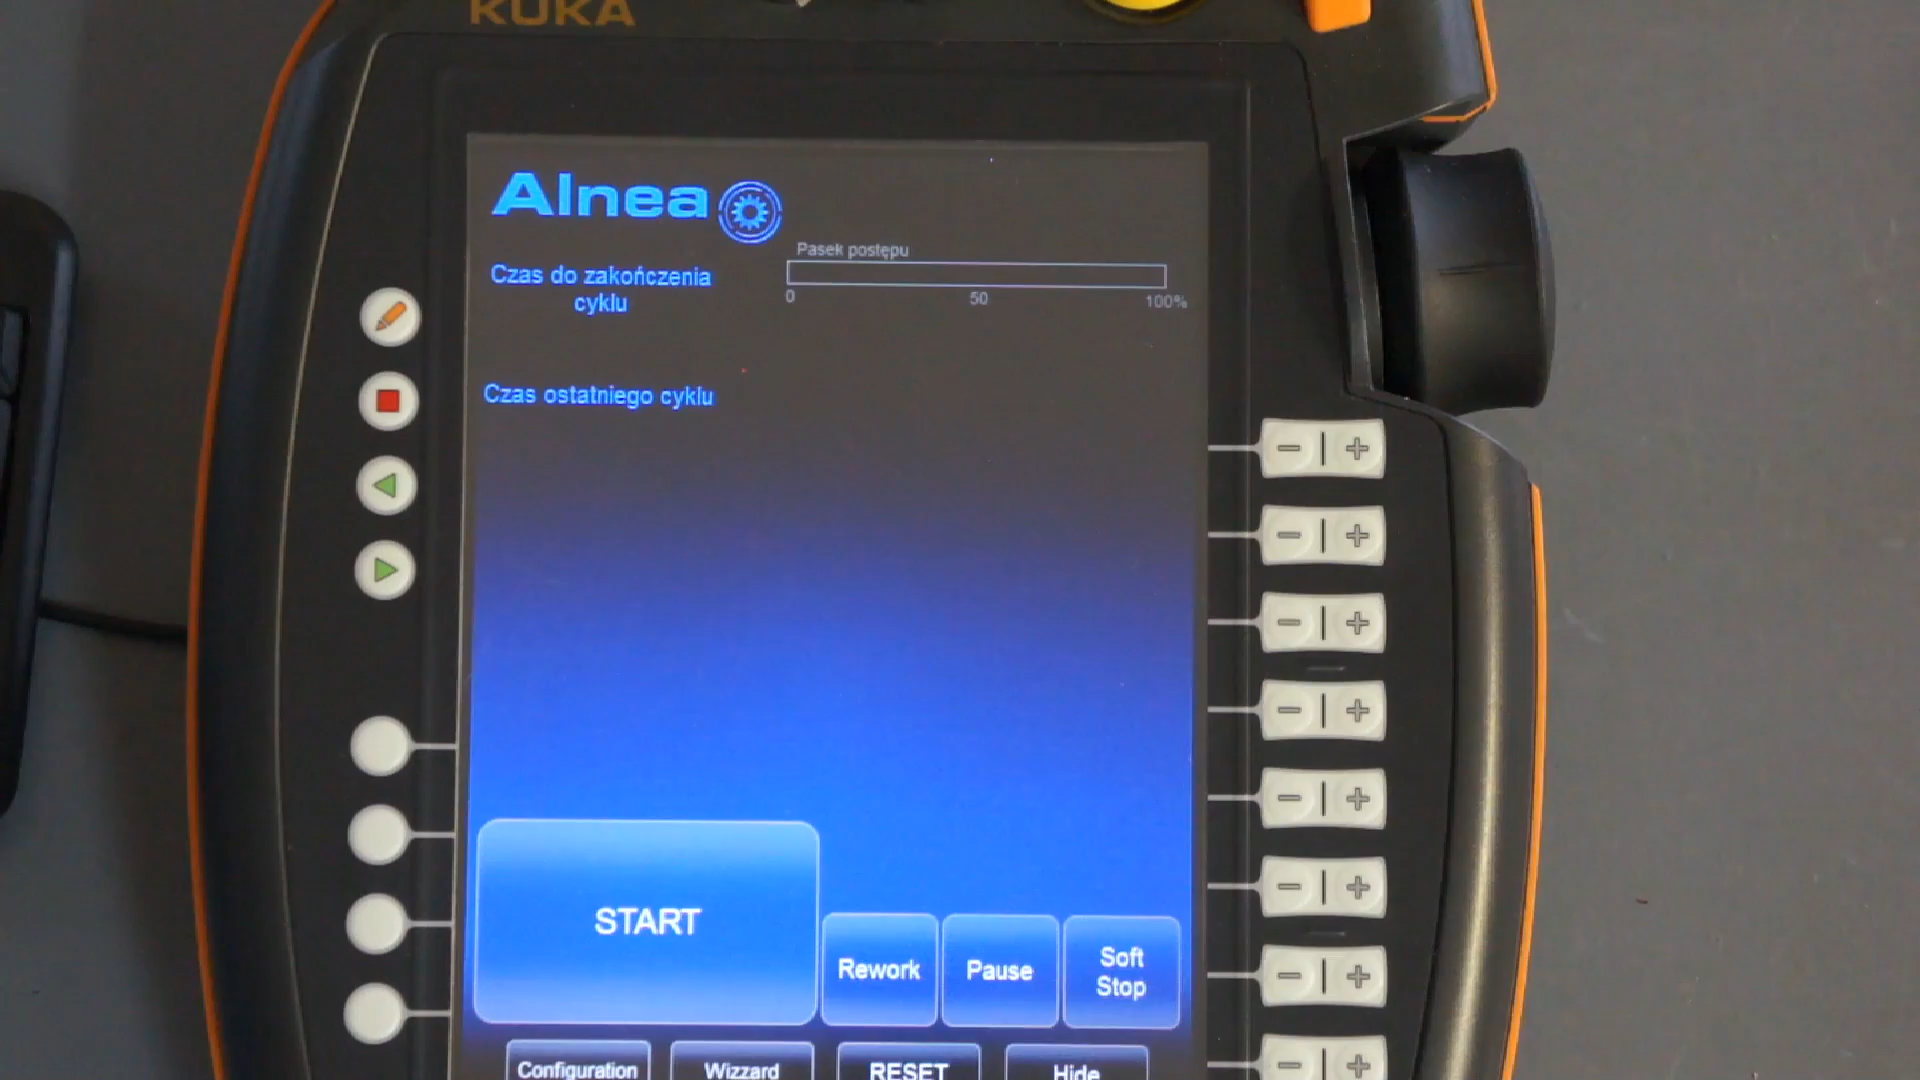 KUKA
Alnea
Pasek postępu
Czas do zakończenia
cyklu
0 50 100%
Czas ostatniego cyklu
START
Rework
Pause
Soft
Stop
Configuration
Wizzard
RESET
Hide